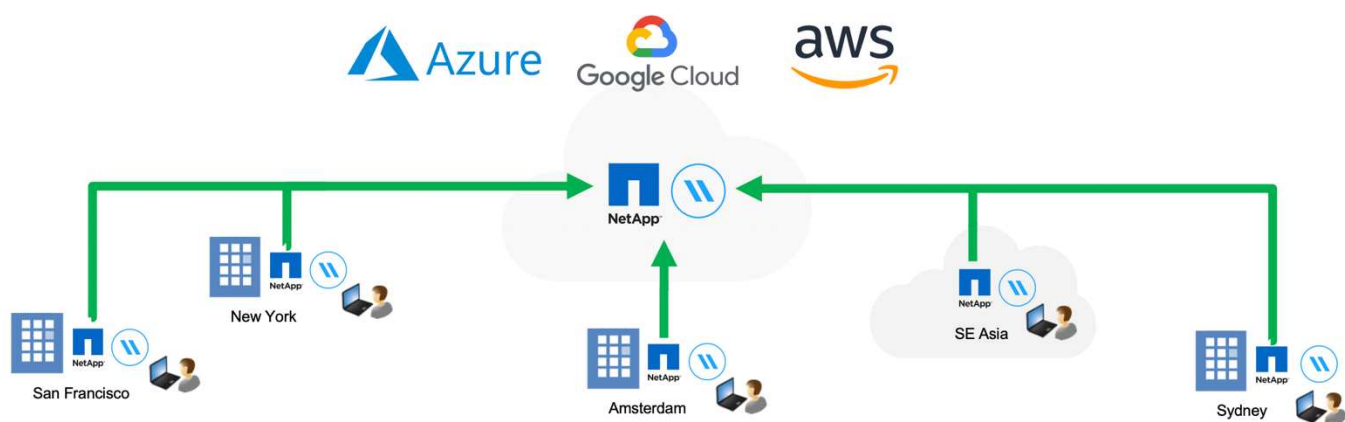 Azure
Google Cloud
aws
NetApp
NetApp
New York
NetApp
San Francisco
NetApp
Amsterdam
NetApp
SE Asia
NetApp
Sydney